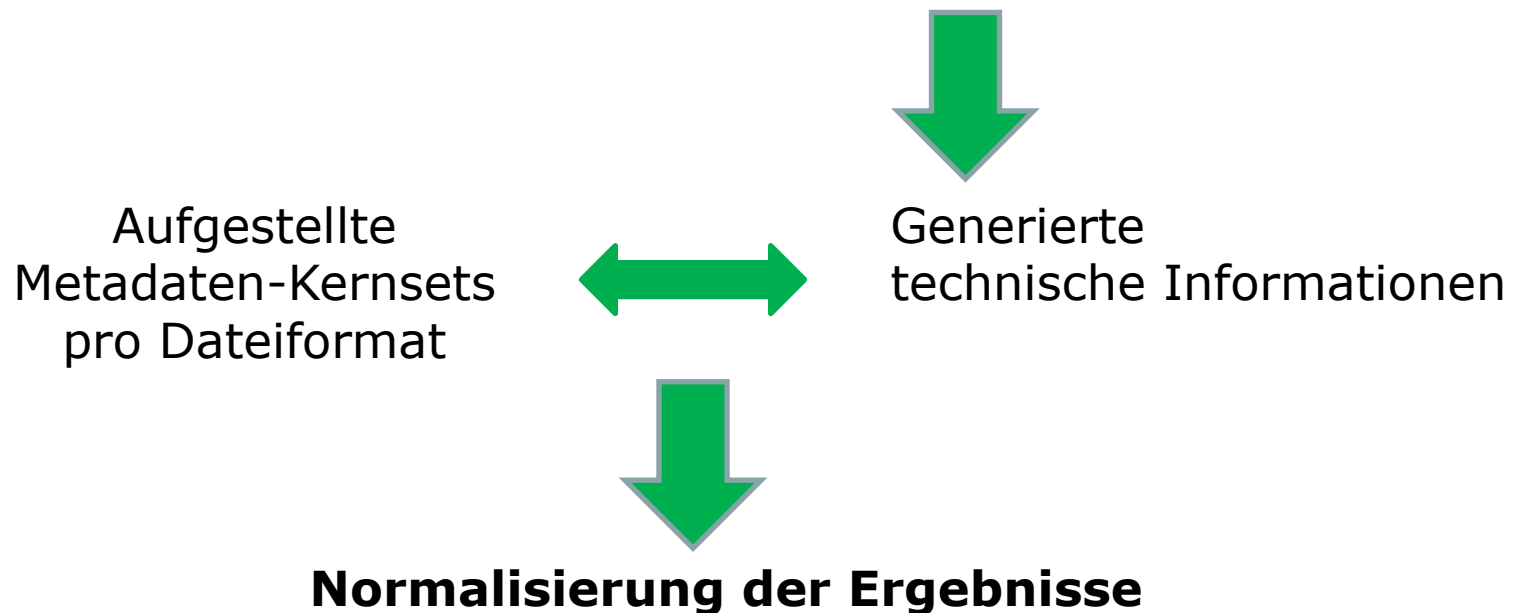 Aufgestellte
Metadaten-Kernsets
pro Dateiformat
Generierte
technische Informationen
Normalisierung der Ergebnisse